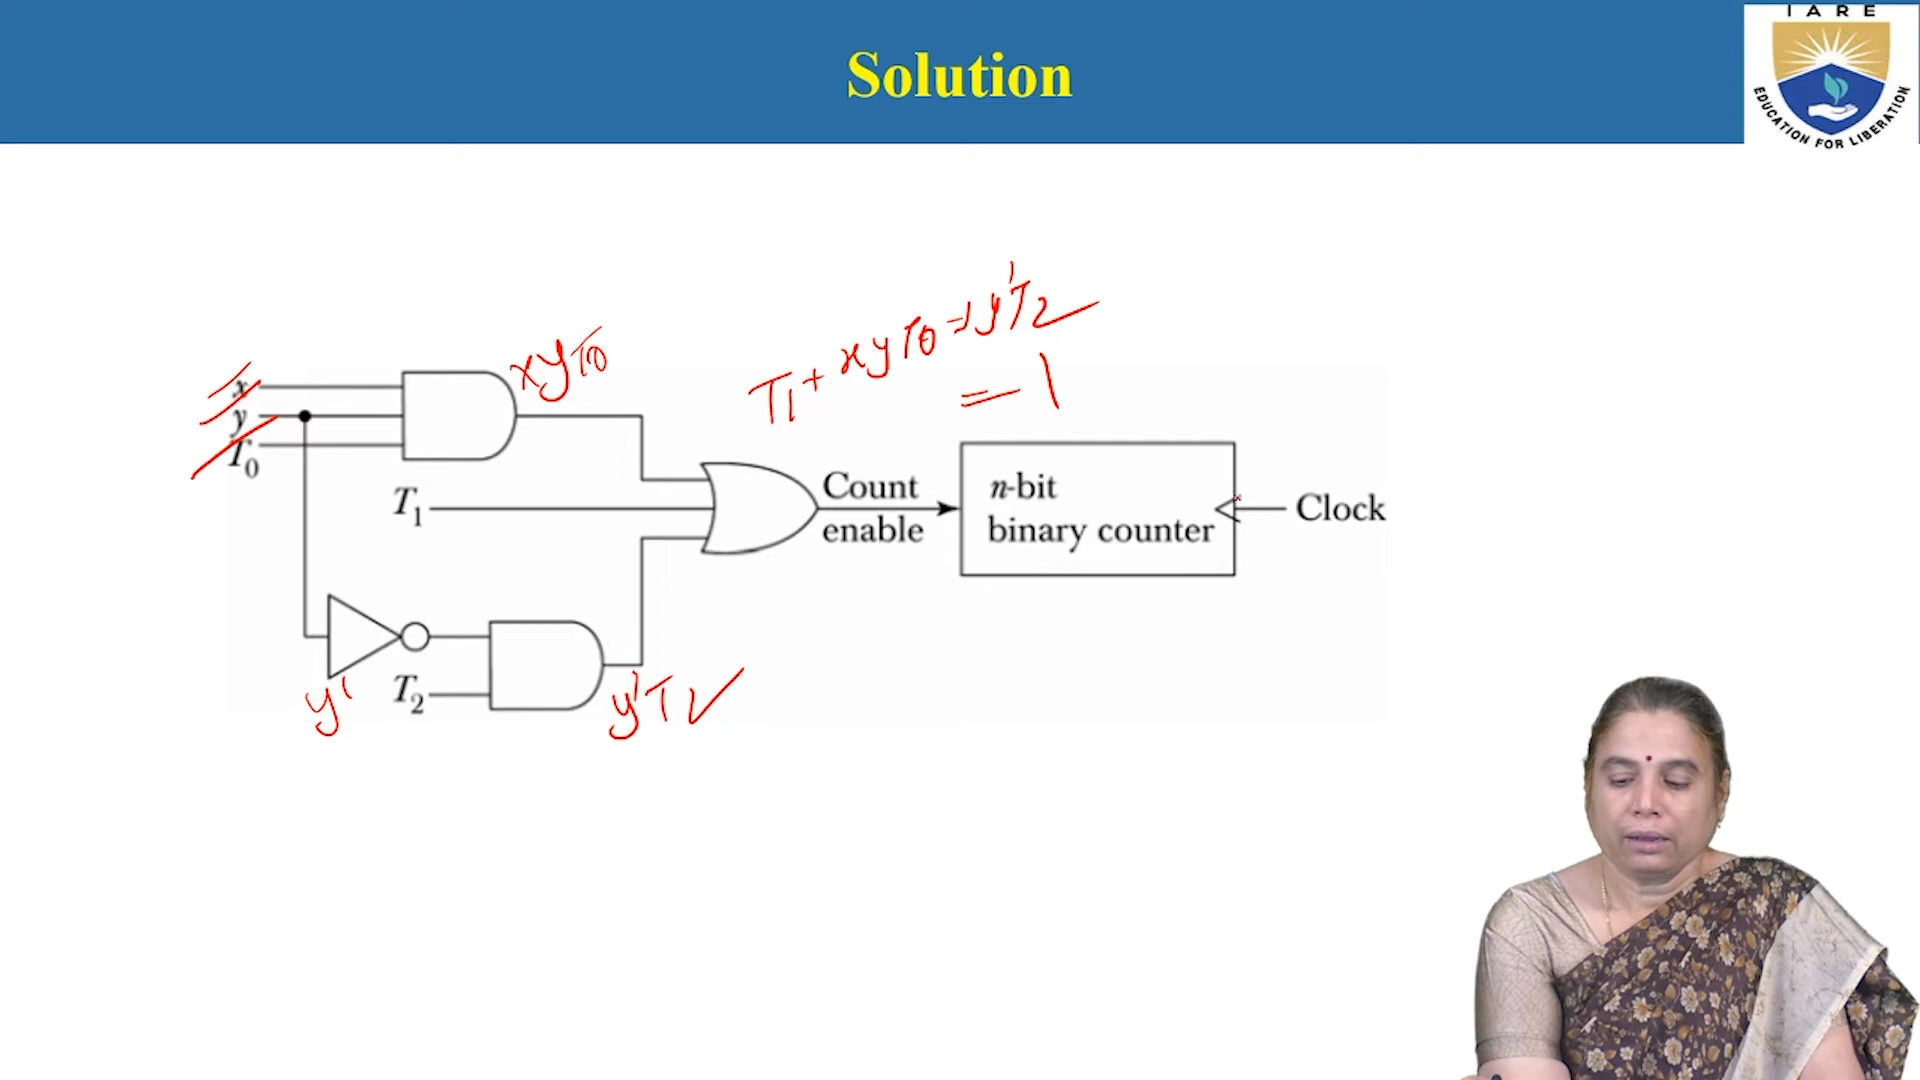 Solution
IARE
EDUCATION FOR LIBERATION
T1 + xyT0 = y'T2
= 1
xyT0
x
y
T0
T1
Count
enable
n-bit
binary counter
Clock
y'
T2
y'T2